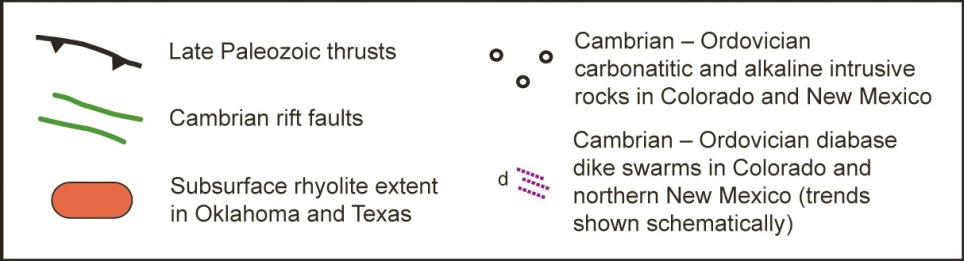 Late Paleozoic thrusts
Cambrian rift faults
Subsurface rhyolite extent
in Oklahoma and Texas
Cambrian – Ordovician
carbonatitic and alkaline intrusive
rocks in Colorado and New Mexico
d
Cambrian – Ordovician diabase
dike swarms in Colorado and
northern New Mexico (trends
shown schematically)